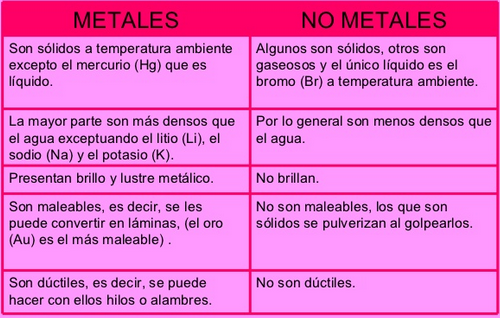 METALES
NO METALES
Son sólidos a temperatura ambiente
excepto el mercurio (Hg) que es
líquido.
Algunos son sólidos, otros son
gaseosos y el único líquido es el
bromo (Br) a temperatura ambiente.
La mayor parte son más densos que
el agua exceptuando el litio (Li), el
sodio (Na) y el potasio (K).
Por lo general son menos densos que
el agua.
Presentan brillo y lustre metálico.
No brillan.
Son maleables, es decir, se les
puede convertir en láminas, (el oro
(Au) es el más maleable) .
No son maleables, los que son
sólidos se pulverizan al golpearlos.
Son dúctiles, es decir, se puede
hacer con ellos hilos o alambres.
No son dúctiles.